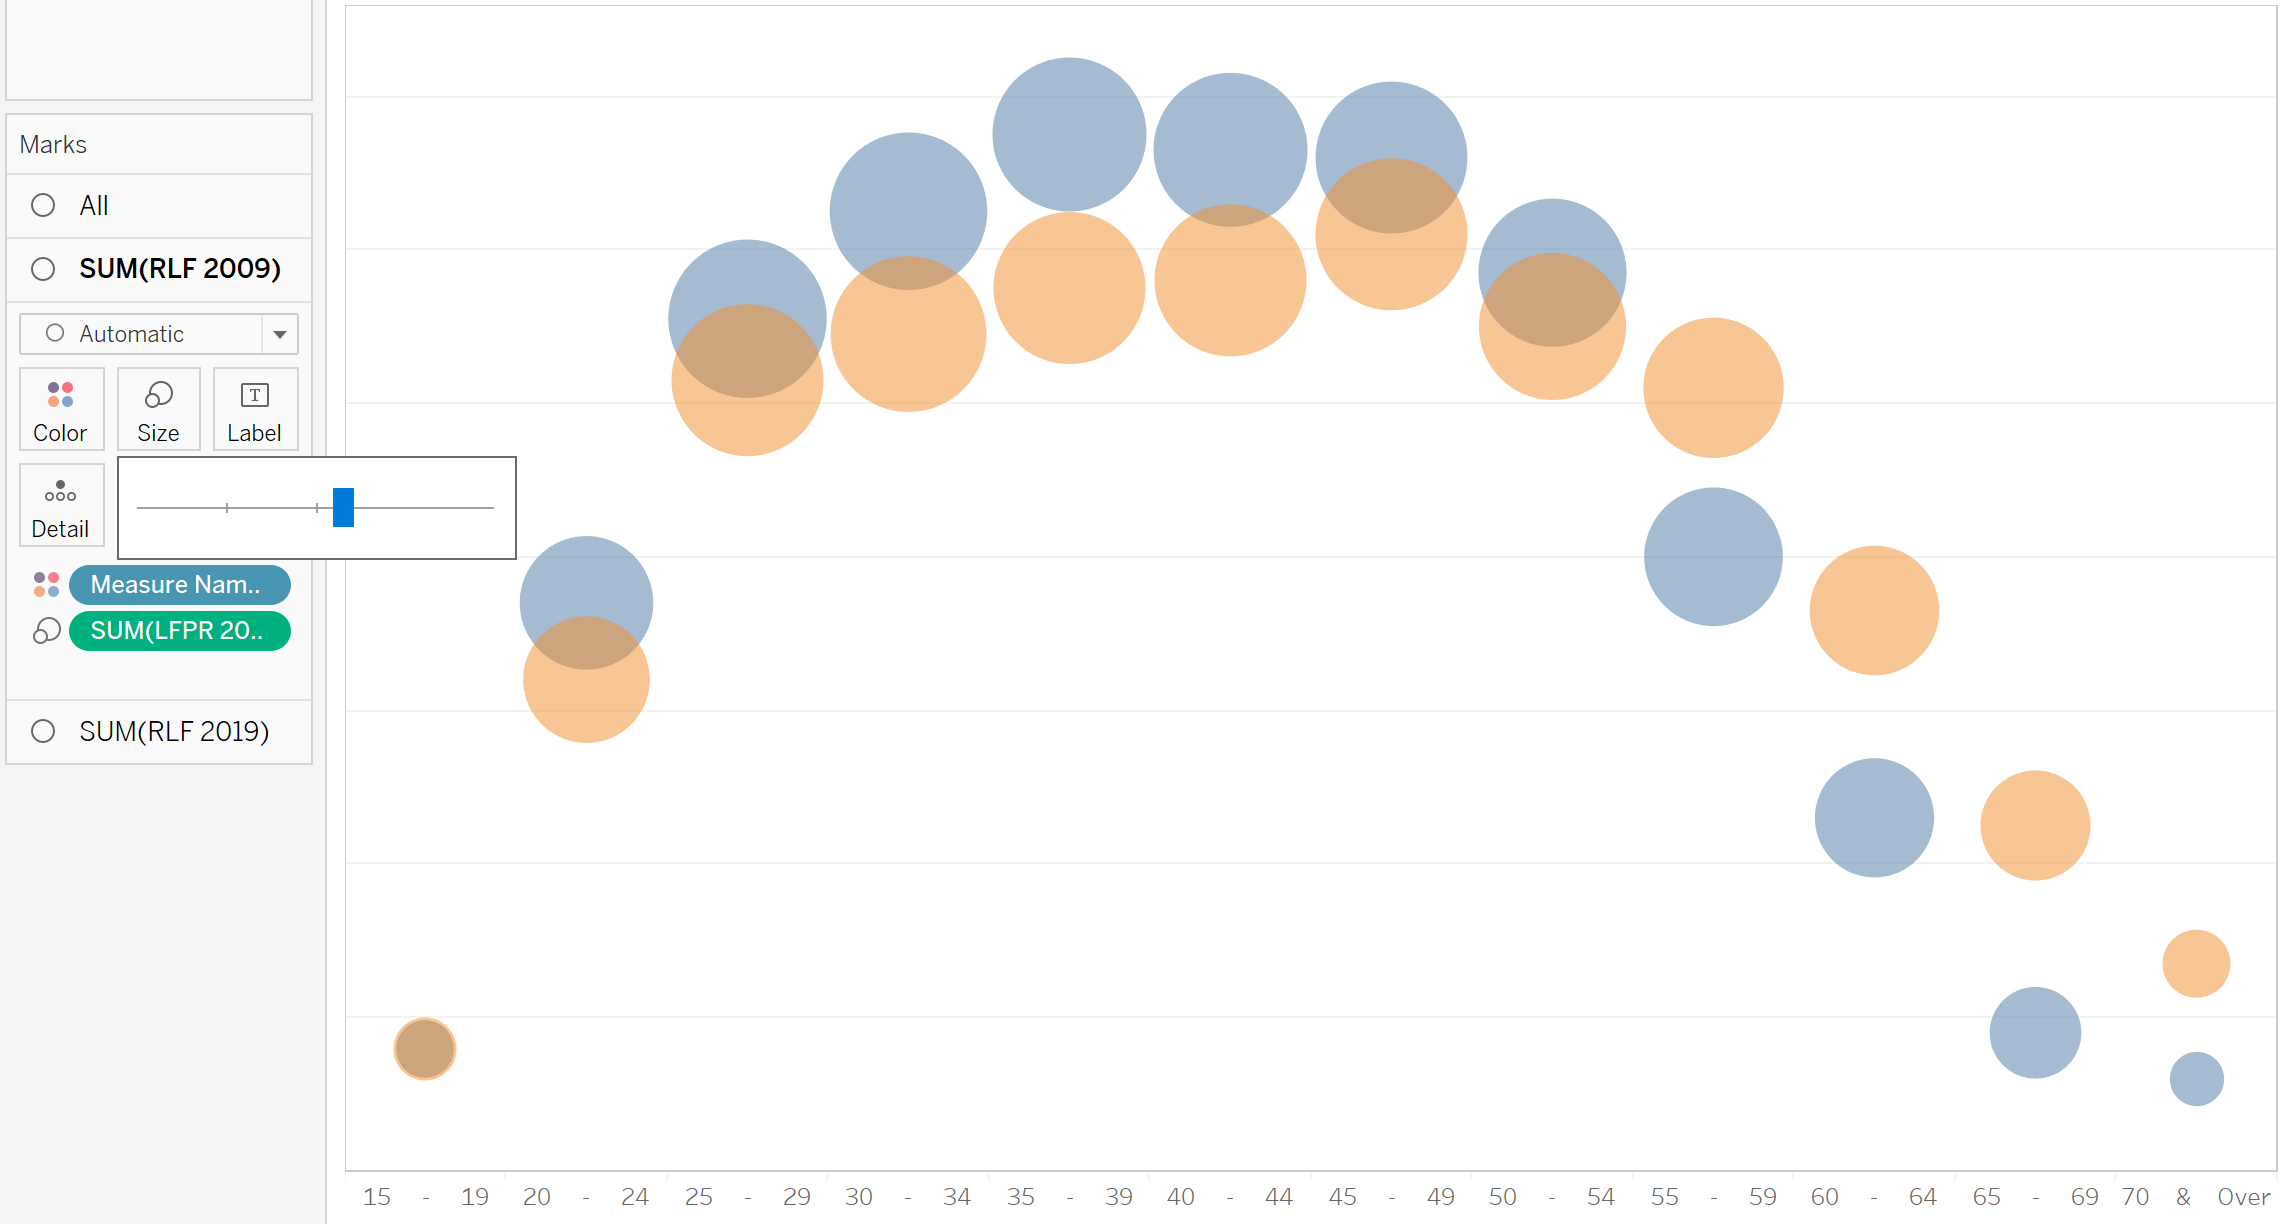 Marks
All
SUM(RLF 2009)
Automatic
Color Size T Label
Detail
Measure Nam..
SUM(LFPR 20..
SUM(RLF 2019)
15 - 19 20 - 24 25 - 29 30 - 34 35 - 39 40 - 44 45 - 49 50 - 54 55 - 59 60 - 64 65 - 69 70 & Over